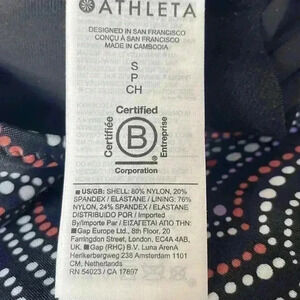 ATHLETA
DESIGNED IN SAN FRANCISCO
CONÇU À SAN FRANCISCO
MADE IN CAMBODIA
S
P
CH
Certified
Certifiée
B
Entreprise
Corporation
US/GB: SHELL: 80% NYLON, 20%
SPANDEX / ELASTANE / LINING: 76%
NYLON, 24% SPANDEX / ELASTANE:
DISTRIBUIDO POR / Imported
By/Importé Par / ΕΙΣΑΓΕΤΑΙ ΑΠΟ ΤΗΝ:
Gap Europe Ltd., 8th Floor, 20
Farringdon Street, London, EC4A 4AB,
UK. Gap (RHC) B.V. Luna Arena
Herikerbergweg 238 Amsterdam 1101
CM, Netherlands
RN 54023 / CA 17897